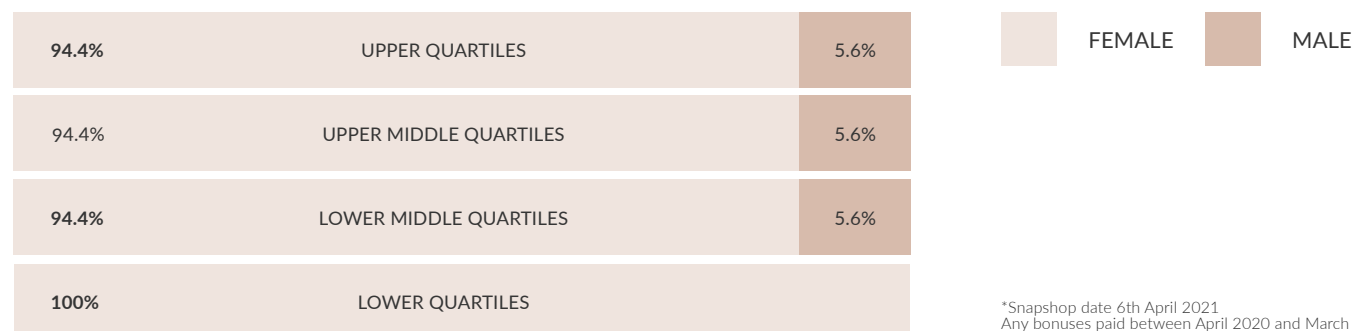 94.4% UPPER QUARTILES 5.6%
FEMALE MALE
94.4% UPPER MIDDLE QUARTILES 5.6%
94.4% LOWER MIDDLE QUARTILES 5.6%
100% LOWER QUARTILES
*Snapshop date 6th April 2021
Any bonuses paid between April 2020 and March